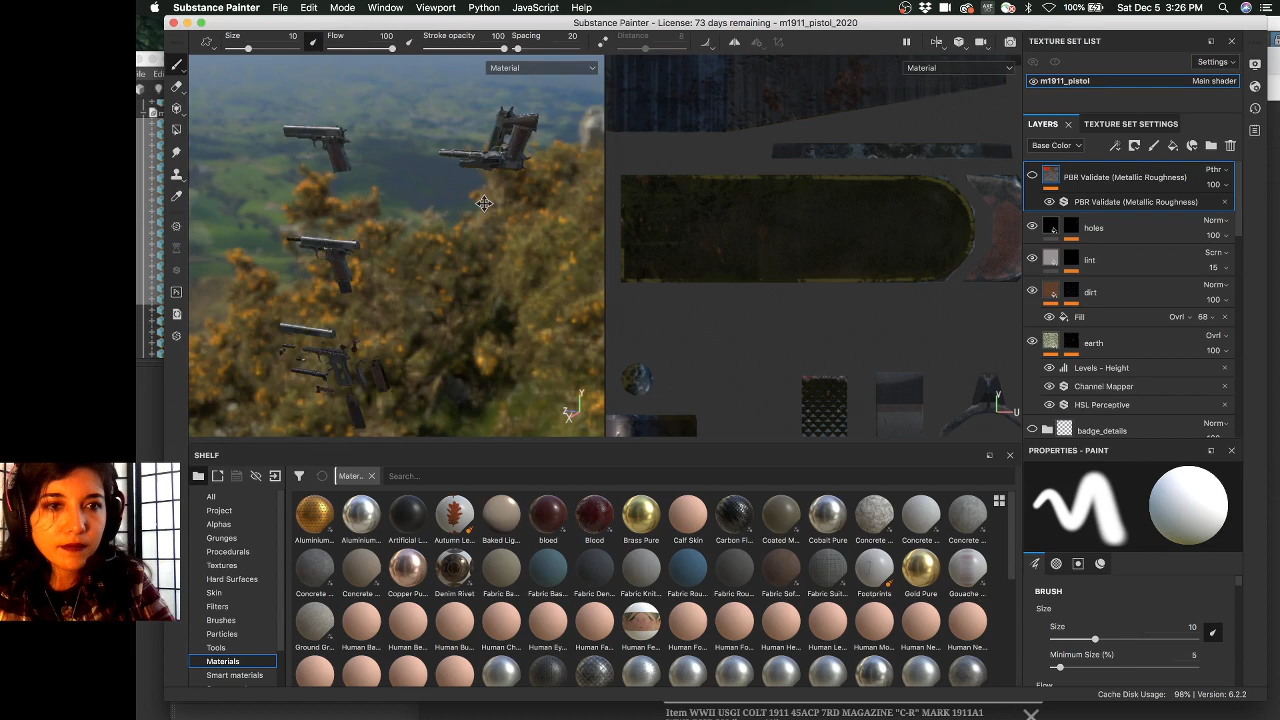 Substance Painter File Edit Mode Window Viewport Python JavaScript Help 100% Sat Dec 5 3:26 PM
Substance Painter - License: 73 days remaining - m1911_pistol_2020
Size 10 Flow 100 Stroke opacity 100 Spacing 20 Distance 8
Material
Material
TEXTURE SET LIST
Settings
m1911_pistol Main shader
LAYERS TEXTURE SET SETTINGS
Base Color
PBR Validate (Metallic Roughness) Pthr
100
PBR Validate (Metallic Roughness)
holes Norm
100
lint Scrn
15
dirt Norm
100
Fill Ovrl 68
earth Ovrl
100
Levels - Height
Channel Mapper
HSL Perceptive
badge_details Norm
Y
Z
X
V
U
SHELF
Mater... Search...
All
Project
Alphas
Grunges
Procedurals
Textures
Hard Surfaces
Skin
Filters
Brushes
Particles
Tools
Materials
Smart materials
Aluminium... Aluminium... Artificial L... Autumn Le... Baked Lig... blood Blood Brass Pure Calf Skin Carbon Fi... Coated M... Cobalt Pure Concrete ... Concrete ... Concrete ...
Concrete ... Concrete ... Copper Pu... Denim Rivet Fabric Ba... Fabric Bas... Fabric Den... Fabric Knit... Fabric Rou... Fabric Rou... Fabric Sof... Fabric Suit... Footprints Gold Pure Gouache ...
Ground Gr... Human Ba... Human Be... Human Bu... Human Ch... Human Ey... Human Fa... Human Fe... Human Fo... Human Fo... Human He... Human Le... Human Mo... Human Ne... Human Ne...
PROPERTIES - PAINT
BRUSH
Size
Size 10
Minimum Size (%) 5
Flow
Cache Disk Usage: 98% | Version: 6.2.2
Item WWII USGI COLT 1911 45ACP 7RD MAGAZINE "C-R" MARK 1911A1